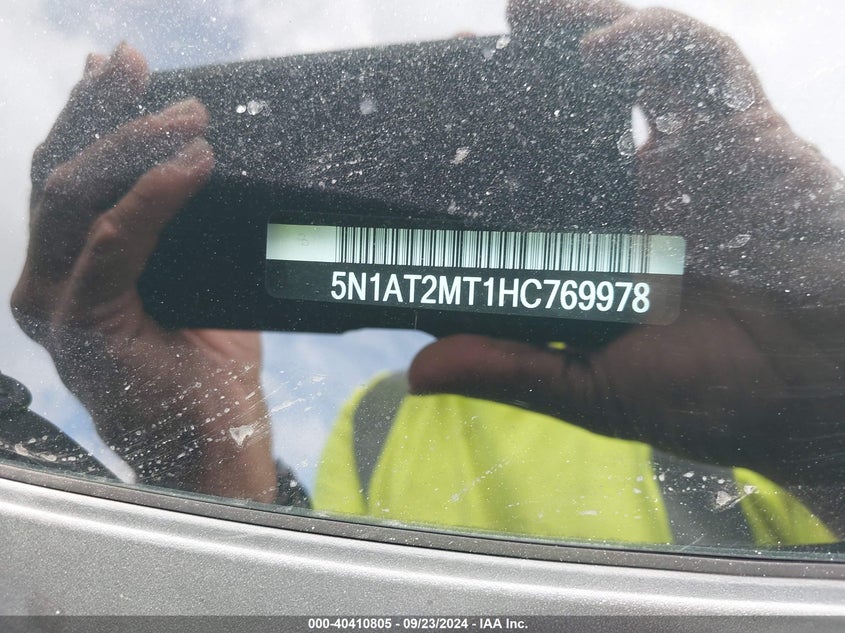 5N1AT2MT1HC769978
000-40410805 - 09/23/2024 - IAA Inc.